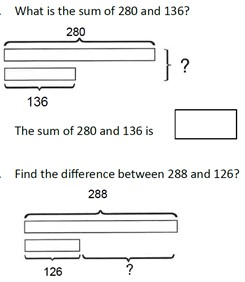 What is the sum of 280 and 136?
280
?
136
The sum of 280 and 136 is
Find the difference between 288 and 126?
288
126
?